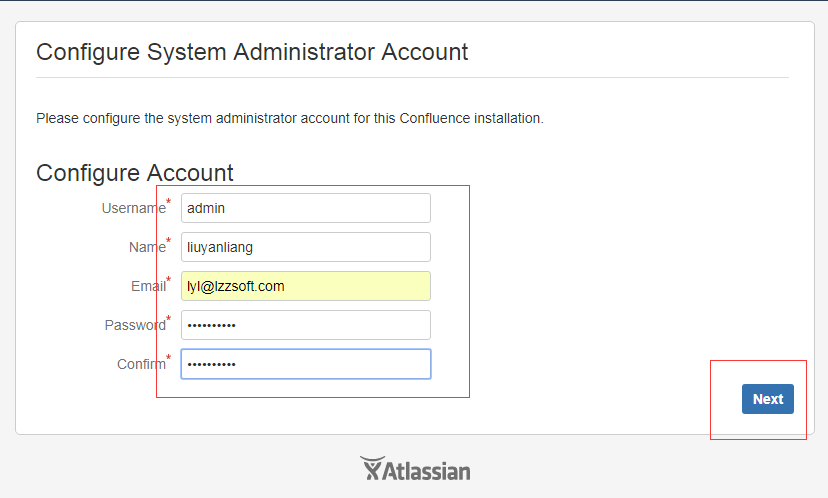 Configure System Administrator Account
Please configure the system administrator account for this Confluence installation.
Configure Account
Username* admin
Name* liuyanliang
Email* lyl@lzzsoft.com
Password* ••••••••••
Confirm* ••••••••••
Next
Atlassian